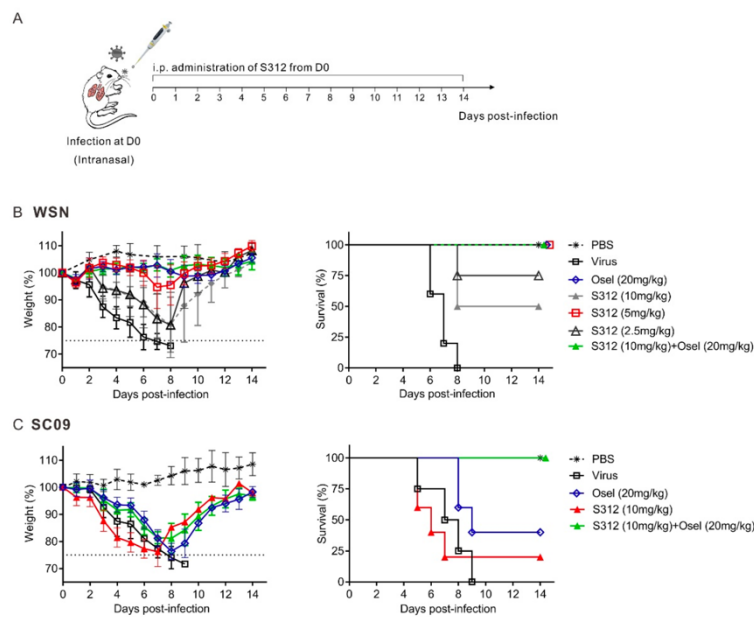 A
i.p. administration of S312 from D0
0 1 2 3 4 5 6 7 8 9 10 11 12 13 14
Days post-infection
Infection at D0
(Intranasal)
B WSN
Weight (%)
110
100
90
80
70
0 2 4 6 8 10 12 14
Days post-infection
Survival (%)
100
75
50
25
0
0 2 4 6 8 10 12 14
Days post-infection
PBS
Virus
Osel (20mg/kg)
S312 (10mg/kg)
S312 (5mg/kg)
S312 (2.5mg/kg)
S312 (10mg/kg)+Osel (20mg/kg)
C SC09
Weight (%)
110
100
90
80
70
0 2 4 6 8 10 12 14
Days post-infection
Survival (%)
100
75
50
25
0
0 2 4 6 8 10 12 14
Days post-infection
PBS
Virus
Osel (20mg/kg)
S312 (10mg/kg)
S312 (10mg/kg)+Osel (20mg/kg)